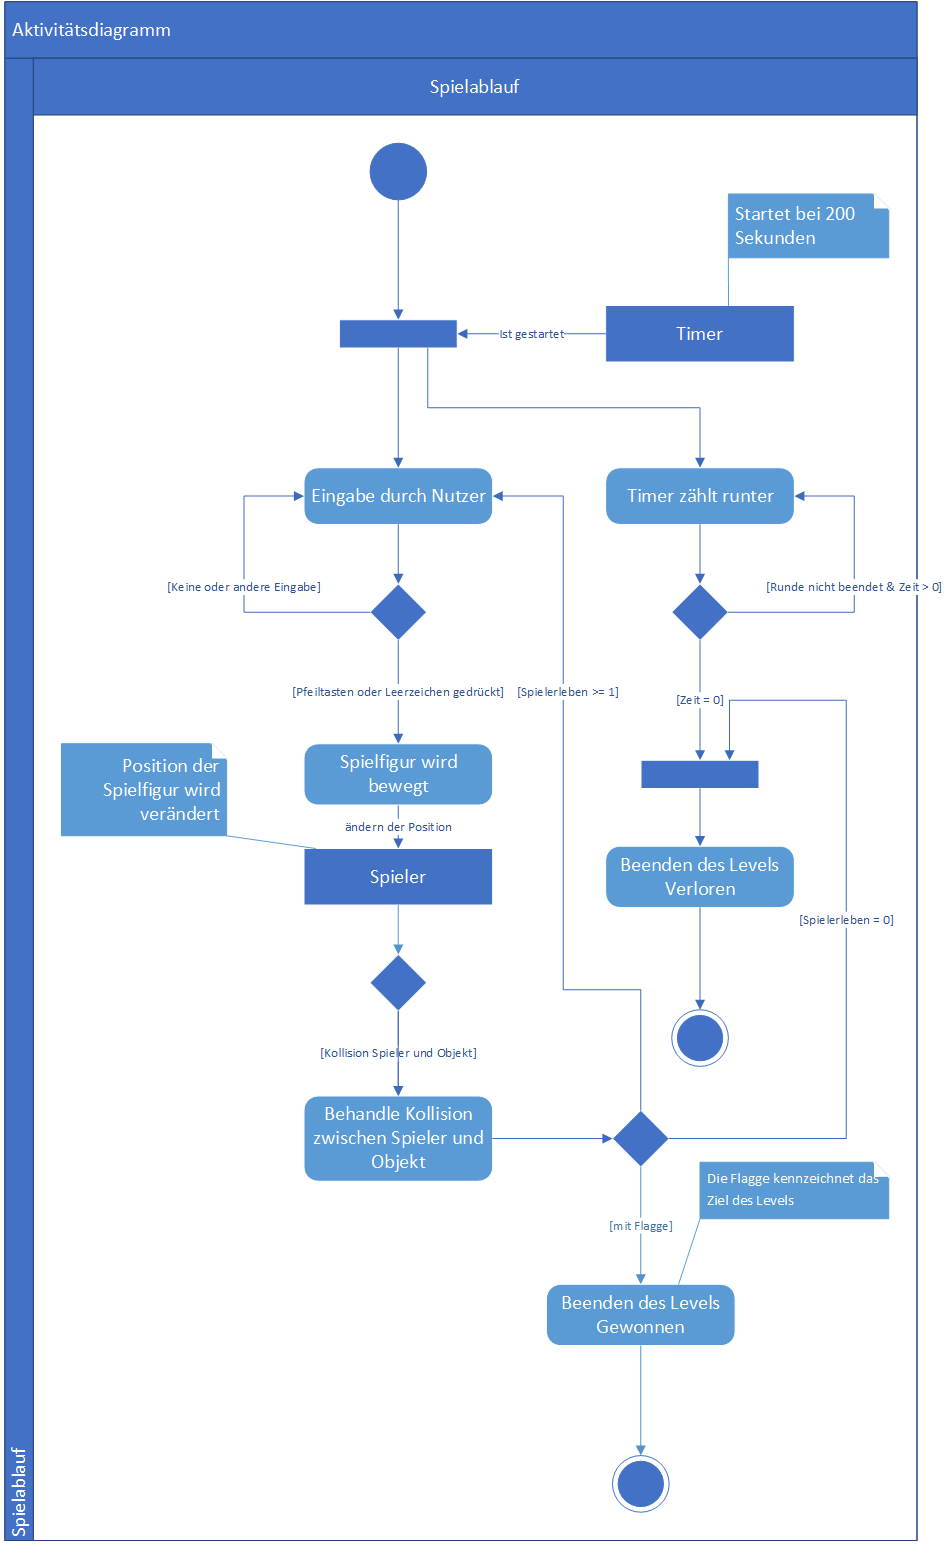 Aktivitätsdiagramm
Spielablauf
Startet bei 200
Sekunden
Ist gestartet
Timer
Eingabe durch Nutzer
Timer zählt runter
[Keine oder andere Eingabe]
[Runde nicht beendet & Zeit > 0]
[Pfeiltasten oder Leerzeichen gedrückt]
[Spielerleben >= 1]
[Zeit = 0]
Spielfigur wird
bewegt
Position der
Spielfigur wird
verändert
ändern der Position
Spieler
Beenden des Levels
Verloren
[Spielerleben = 0]
[Kollision Spieler und Objekt]
Behandle Kollision
zwischen Spieler und
Objekt
Die Flagge kennzeichnet das
Ziel des Levels
[mit Flagge]
Beenden des Levels
Gewonnen
Spielablauf